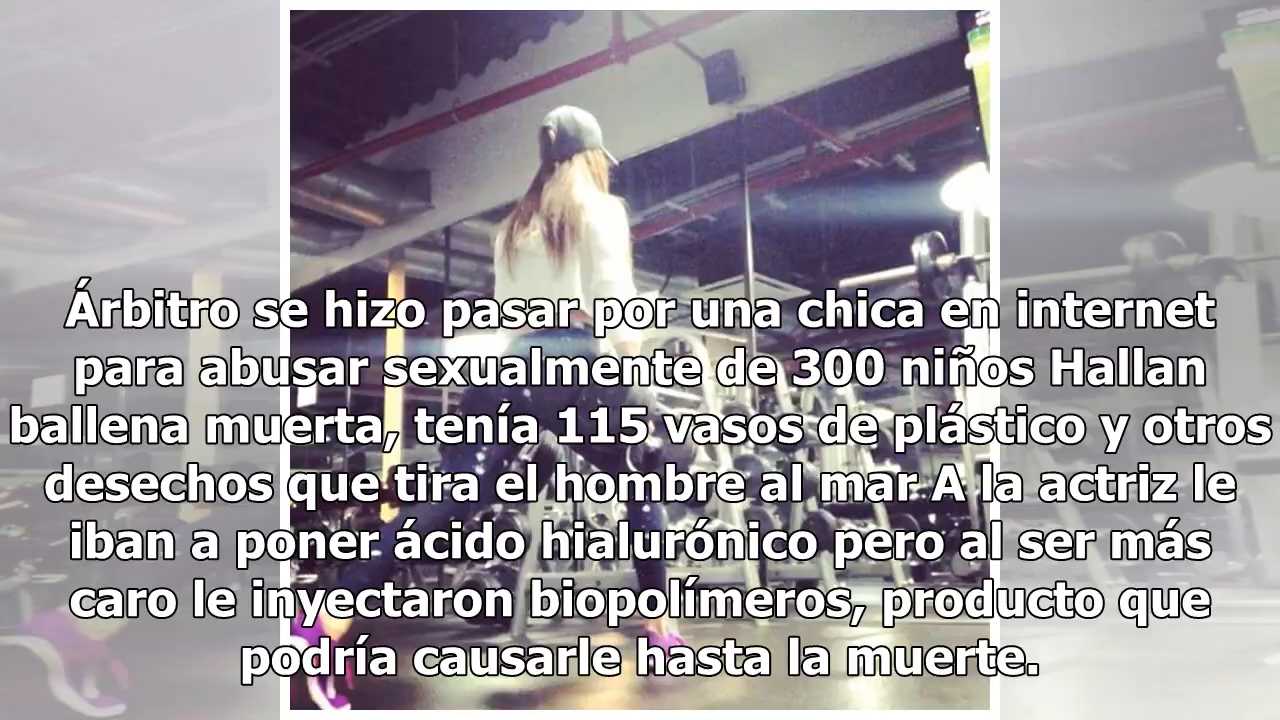 Árbitro se hizo pasar por una chica en internet
para abusar sexualmente de 300 niños Hallan
ballena muerta, tenía 115 vasos de plástico y otros
desechos que tira el hombre al mar A la actriz le
iban a poner ácido hialurónico pero al ser más
caro le inyectaron biopolímeros, producto que
podría causarle hasta la muerte.